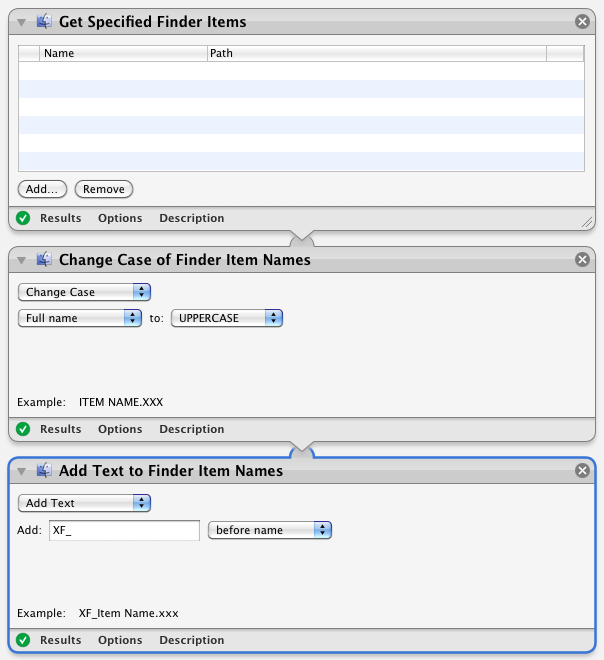 Get Specified Finder Items
Name Path
Add... Remove
Results Options Description
Change Case of Finder Item Names
Change Case
Full name to: UPPERCASE
Example: ITEM NAME.XXX
Results Options Description
Add Text to Finder Item Names
Add Text
Add: XF_ before name
Example: XF_Item Name.xxx
Results Options Description